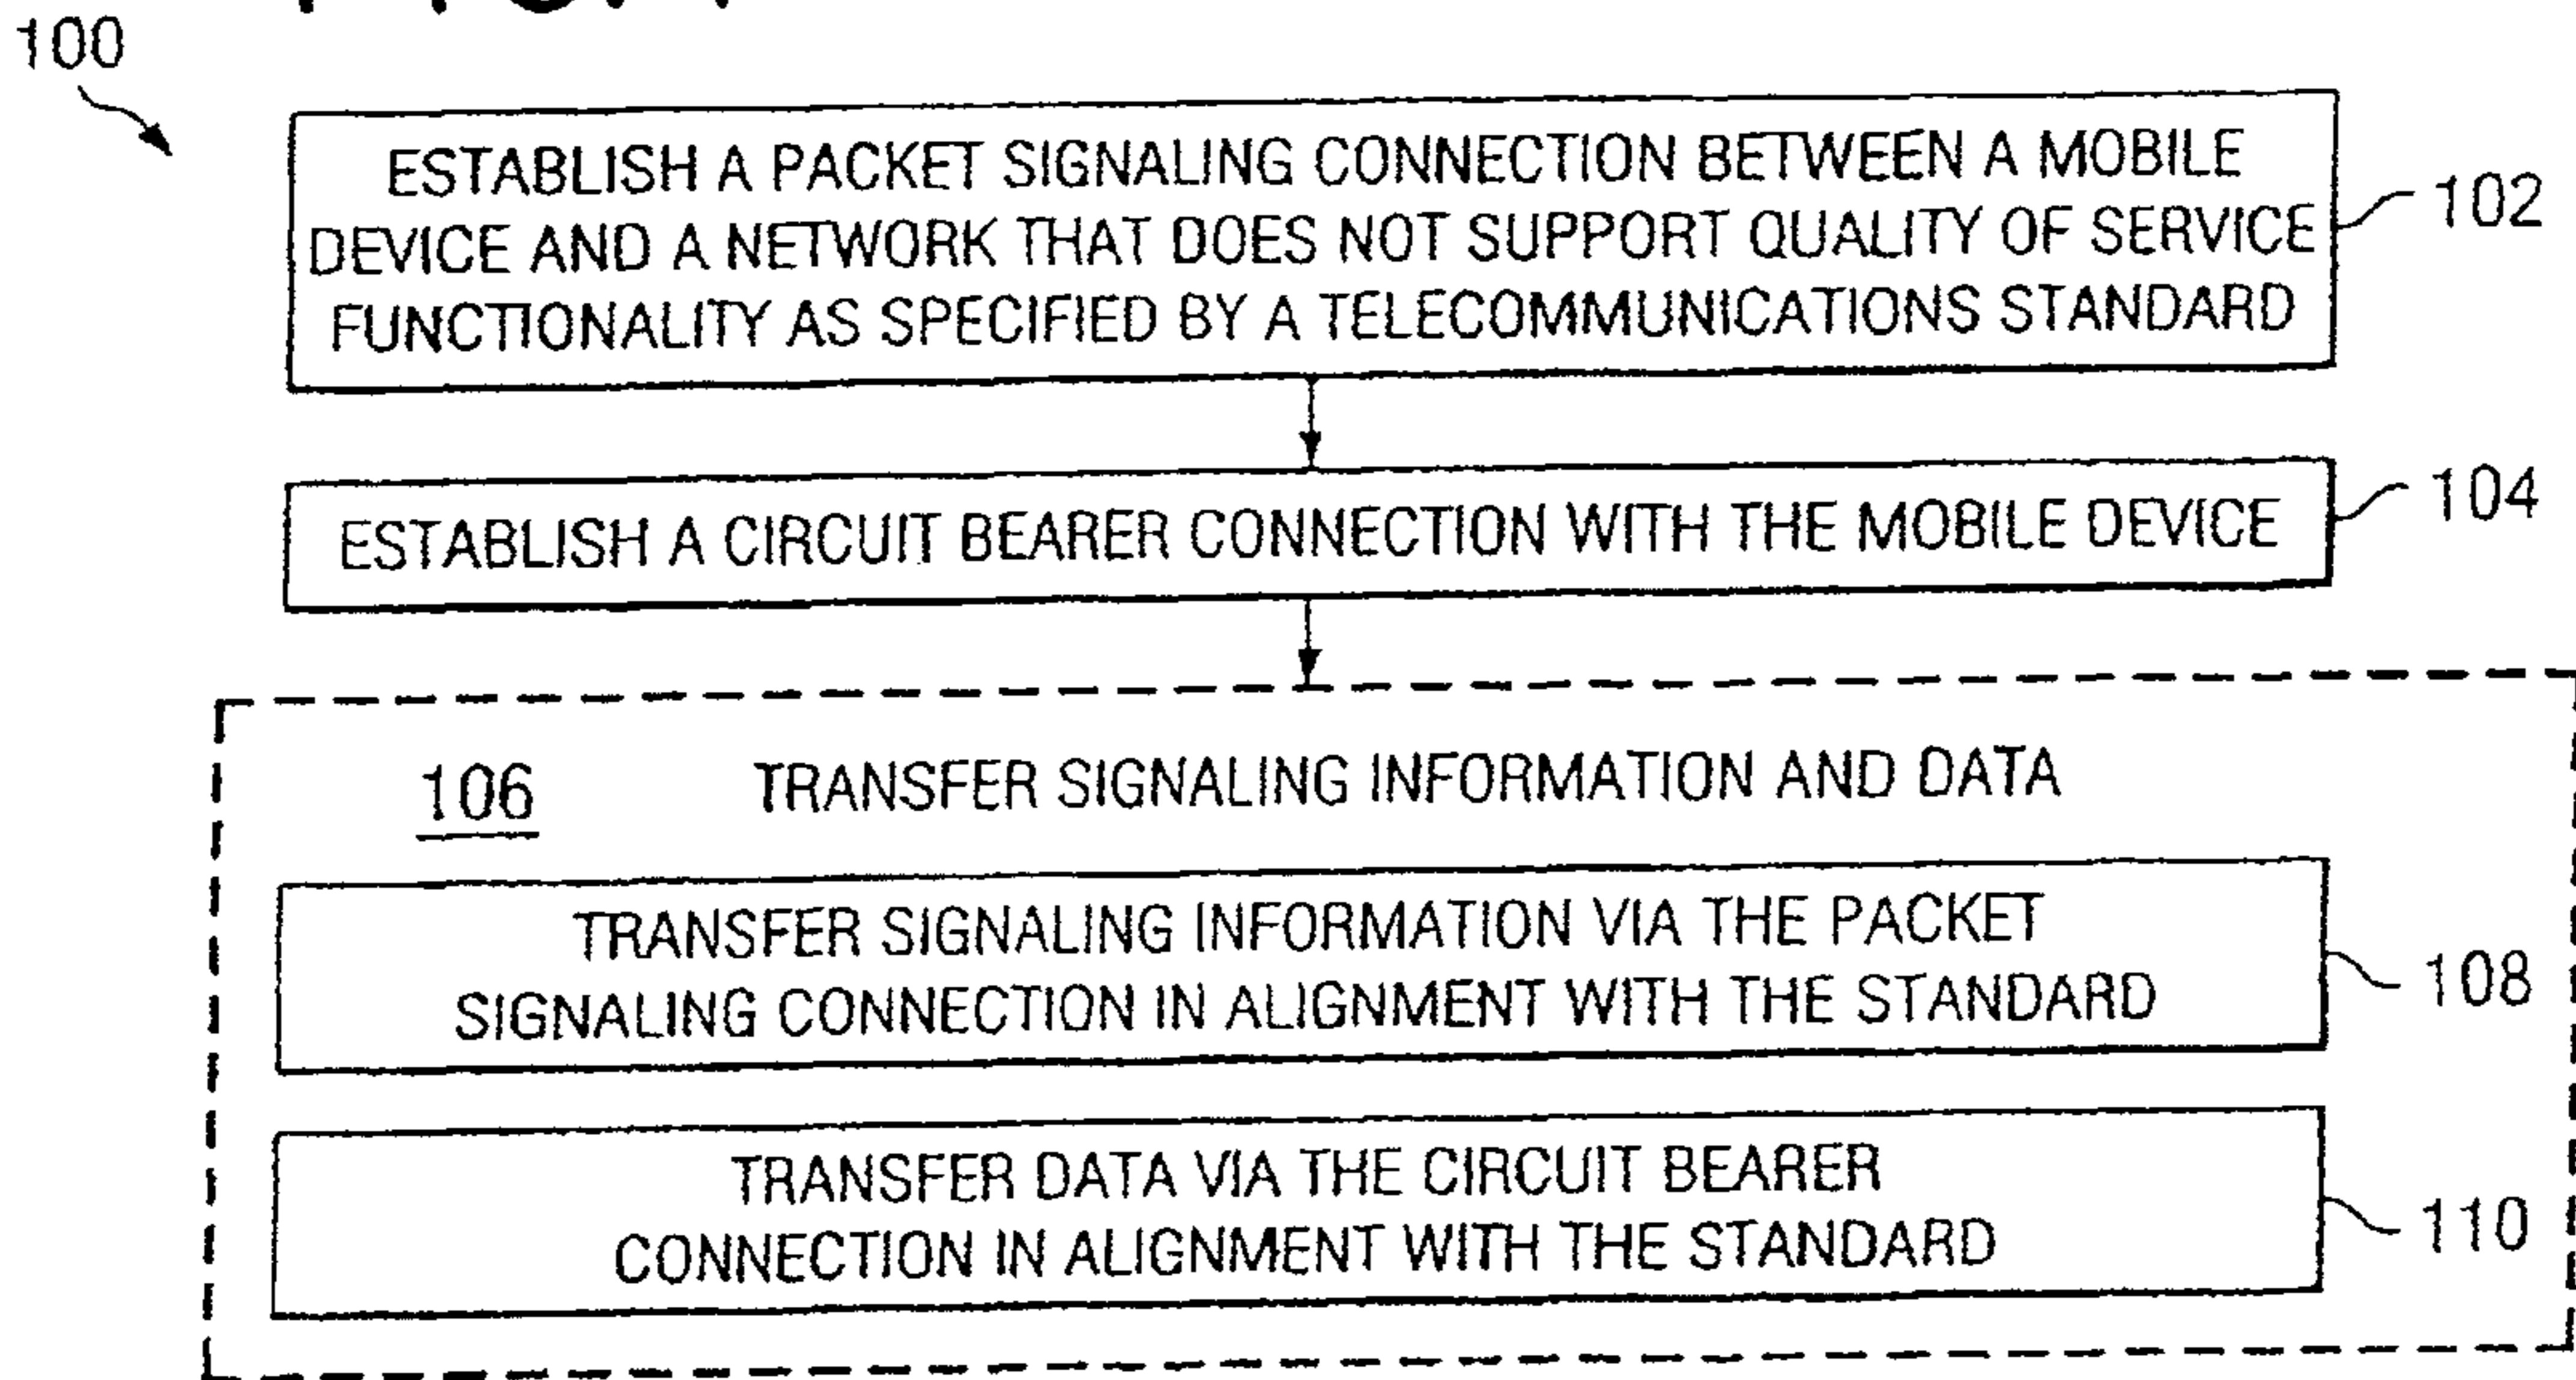 100
ESTABLISH A PACKET SIGNALING CONNECTION BETWEEN A MOBILE
DEVICE AND A NETWORK THAT DOES NOT SUPPORT QUALITY OF SERVICE
FUNCTIONALITY AS SPECIFIED BY A TELECOMMUNICATIONS STANDARD
102
ESTABLISH A CIRCUIT BEARER CONNECTION WITH THE MOBILE DEVICE
104
106
TRANSFER SIGNALING INFORMATION AND DATA
TRANSFER SIGNALING INFORMATION VIA THE PACKET
SIGNALING CONNECTION IN ALIGNMENT WITH THE STANDARD
108
TRANSFER DATA VIA THE CIRCUIT BEARER
CONNECTION IN ALIGNMENT WITH THE STANDARD
110